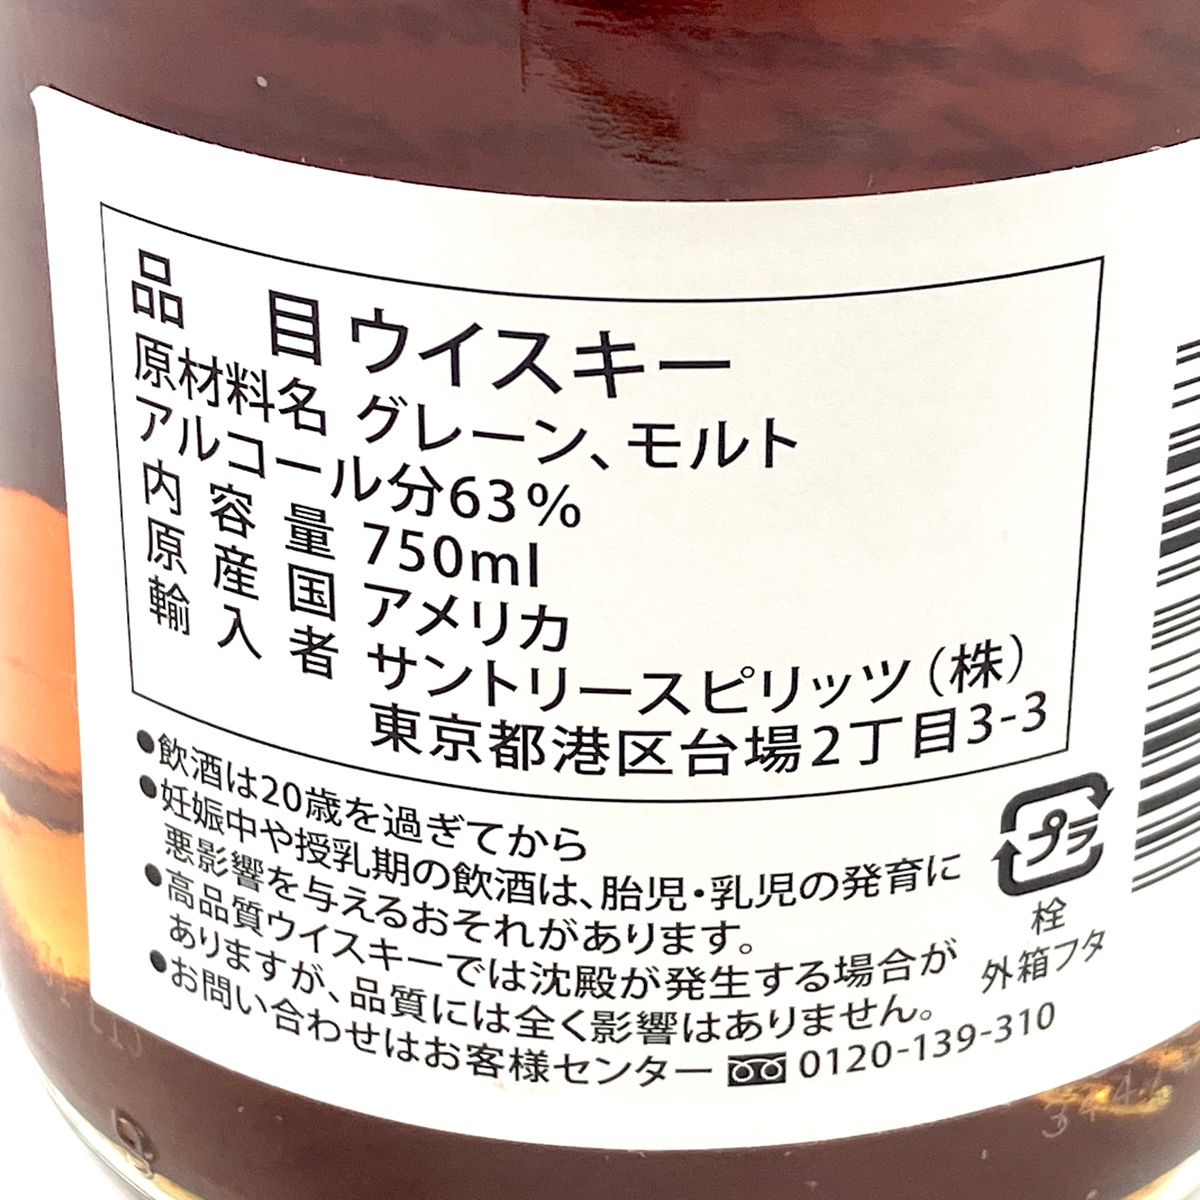 品目 ウイスキー
原材料名 グレーン、モルト
アルコール分63%
内容量 750ml
原産国 アメリカ
輸入者 サントリースピリッツ(株)
東京都港区台場2丁目3-3
●飲酒は20歳を過ぎてから
●妊娠中や授乳期の飲酒は、胎児・乳児の発育に
悪影響を与えるおそれがあります。
●高品質ウイスキーでは沈殿が発生する場合が
ありますが、品質には全く影響はありません。
●お問い合わせはお客様センター 0120-139-310
プラ
栓
外箱フタ